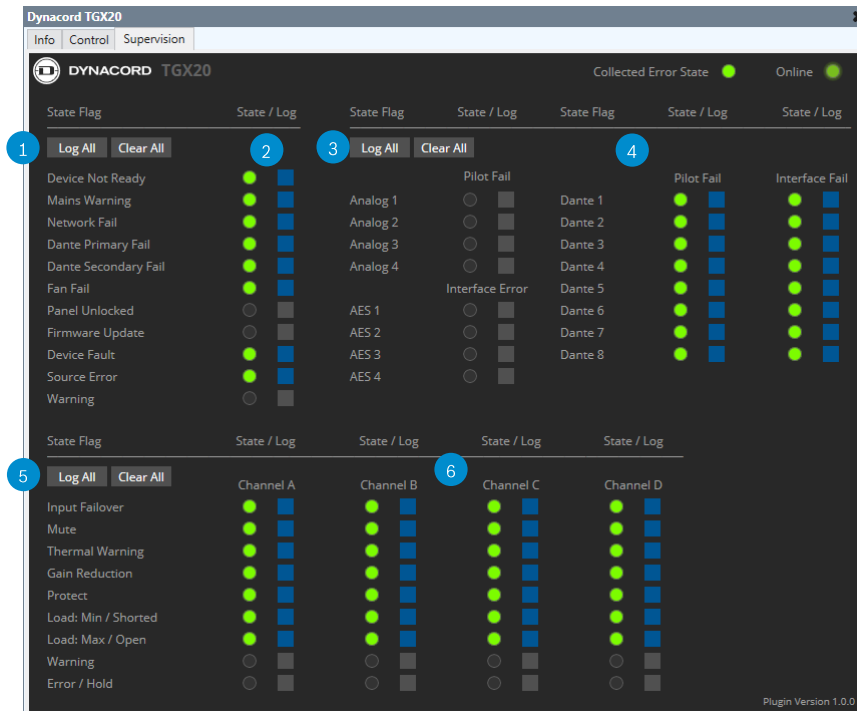 Dynacord TGX20
Info Control Supervision
DYNACORD TGX20 Collected Error State Online
State Flag State / Log State Flag State / Log State Flag State / Log State / Log
1 Log All Clear All 2 3 Log All Clear All 4
Device Not Ready Pilot Fail Pilot Fail Interface Fail
Mains Warning Analog 1 Dante 1
Network Fail Analog 2 Dante 2
Dante Primary Fail Analog 3 Dante 3
Dante Secondary Fail Analog 4 Dante 4
Fan Fail Interface Error Dante 5
Panel Unlocked AES 1 Dante 6
Firmware Update AES 2 Dante 7
Device Fault AES 3 Dante 8
Source Error AES 4
Warning
State Flag State / Log State / Log State / Log State / Log
5 Log All Clear All 6
Channel A Channel B Channel C Channel D
Input Failover
Mute
Thermal Warning
Gain Reduction
Protect
Load: Min / Shorted
Load: Max / Open
Warning
Error / Hold
Plugin Version 1.0.0